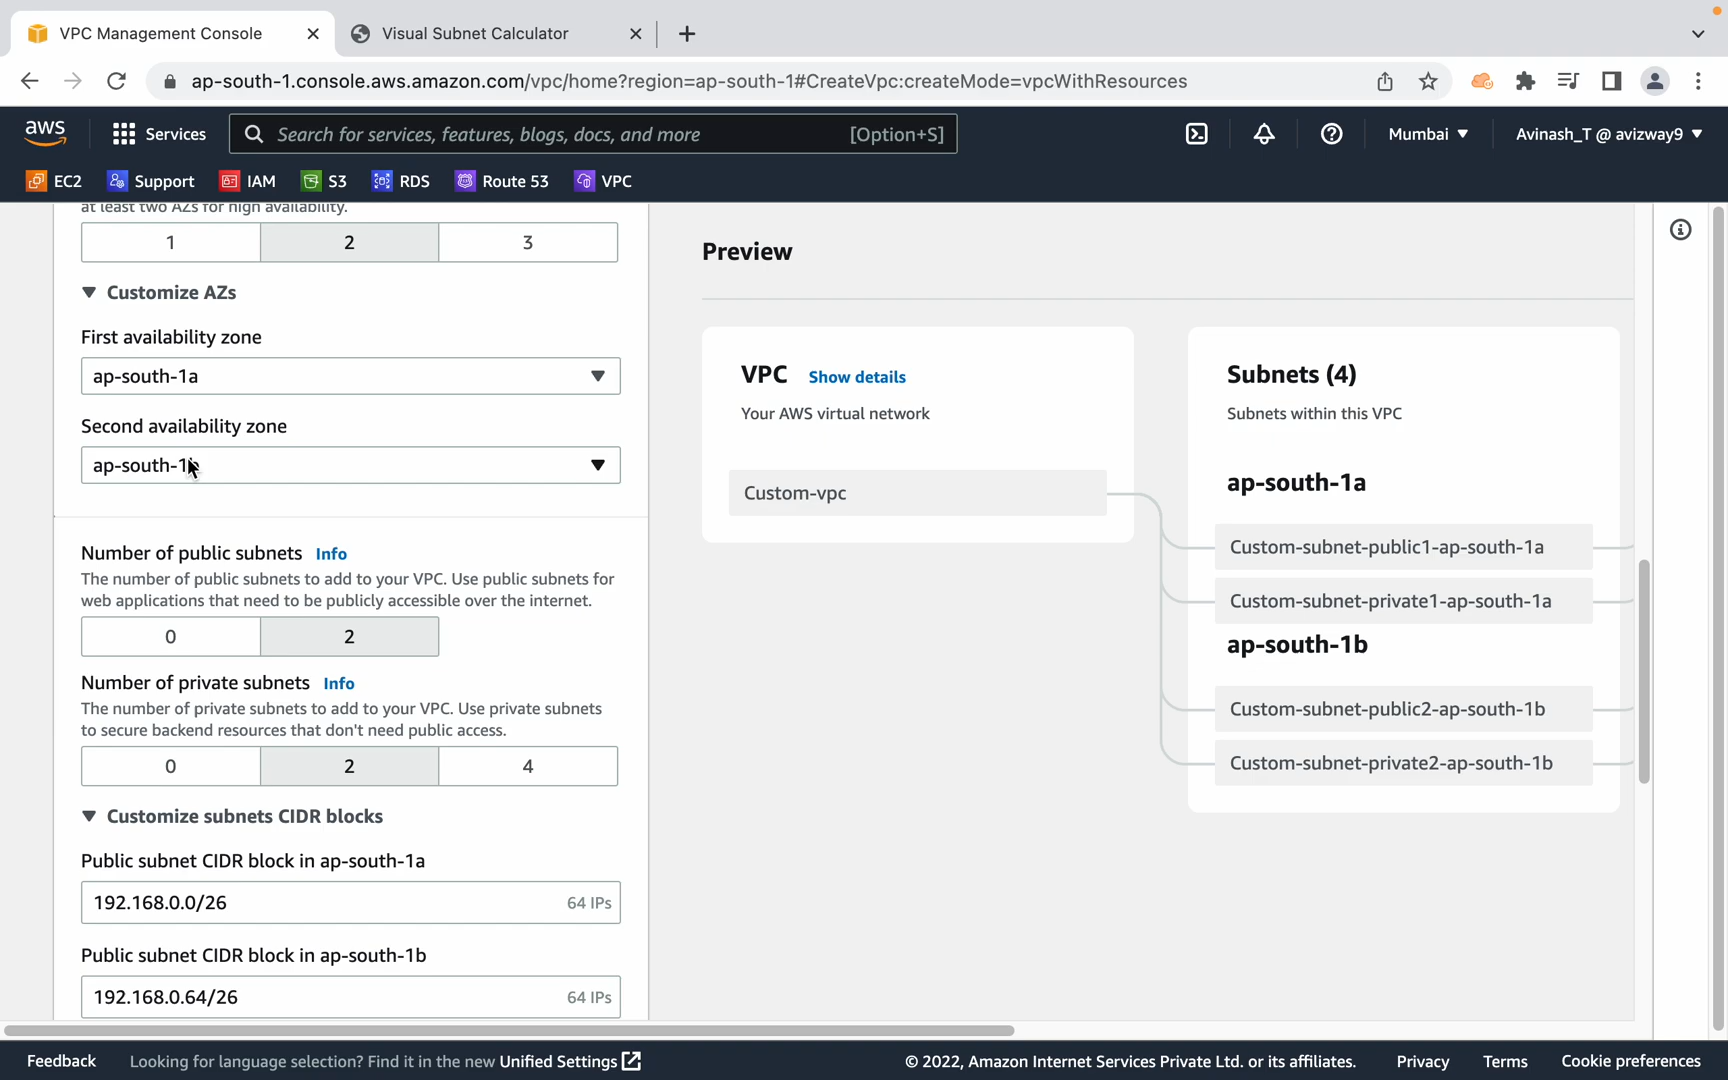 VPC Management Console
Visual Subnet Calculator
ap-south-1.console.aws.amazon.com/vpc/home?region=ap-south-1#CreateVpc:createMode=vpcWithResources
aws
Services
Search for services, features, blogs, docs, and more
[Option+S]
Mumbai
Avinash_T @ avizway9
EC2
Support
IAM
S3
RDS
Route 53
VPC
at least two AZs for high availability.
1
2
3
Customize AZs
First availability zone
ap-south-1a
Second availability zone
ap-south-1b
Number of public subnets Info
The number of public subnets to add to your VPC. Use public subnets for
web applications that need to be publicly accessible over the internet.
0
2
Number of private subnets Info
The number of private subnets to add to your VPC. Use private subnets
to secure backend resources that don't need public access.
0
2
4
Customize subnets CIDR blocks
Public subnet CIDR block in ap-south-1a
192.168.0.0/26
64 IPs
Public subnet CIDR block in ap-south-1b
192.168.0.64/26
64 IPs
Preview
VPC Show details
Your AWS virtual network
Custom-vpc
Subnets (4)
Subnets within this VPC
ap-south-1a
Custom-subnet-public1-ap-south-1a
Custom-subnet-private1-ap-south-1a
ap-south-1b
Custom-subnet-public2-ap-south-1b
Custom-subnet-private2-ap-south-1b
Feedback
Looking for language selection? Find it in the new Unified Settings
© 2022, Amazon Internet Services Private Ltd. or its affiliates.
Privacy
Terms
Cookie preferences